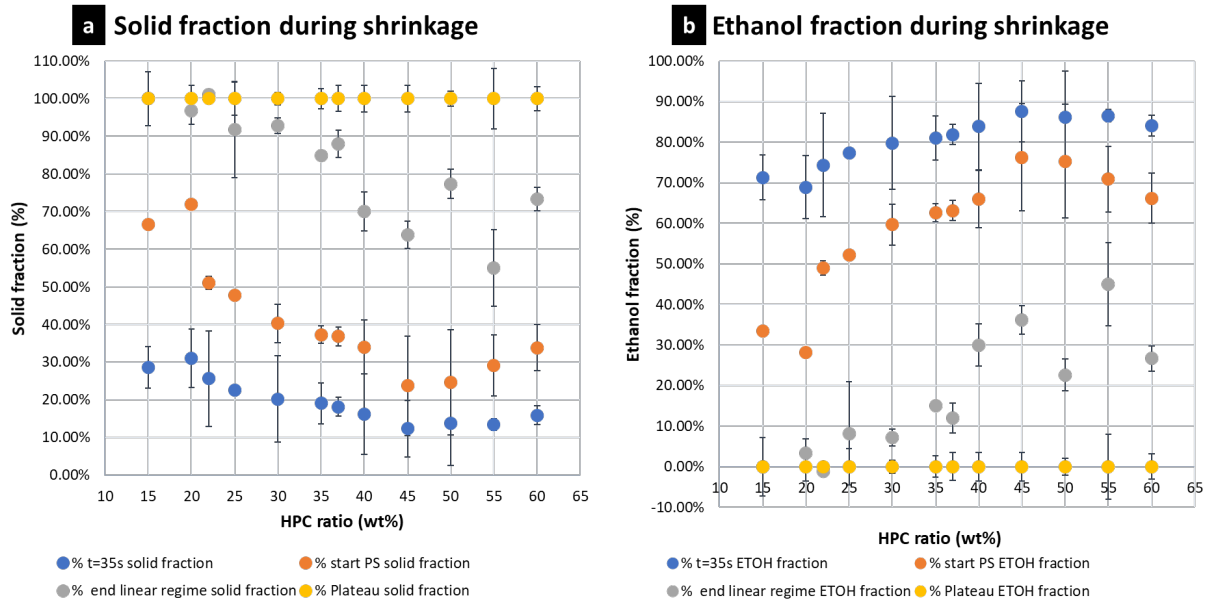 a Solid fraction during shrinkage
110.00%
100.00%
90.00%
80.00%
70.00%
60.00%
50.00%
40.00%
30.00%
20.00%
10.00%
0.00%
Solid fraction (%)
10 15 20 25 30 35 40 45 50 55 60 65
HPC ratio (wt%)
% t=35s solid fraction % start PS solid fraction
% end linear regime solid fraction % Plateau solid fraction
b Ethanol fraction during shrinkage
100.00%
90.00%
80.00%
70.00%
60.00%
50.00%
40.00%
30.00%
20.00%
10.00%
0.00%
-10.00%
Ethanol fraction (%)
10 15 20 25 30 35 40 45 50 55 60 65
HPC ratio (wt%)
% t=35s ETOH fraction % start PS ETOH fraction
% end linear regime ETOH fraction % Plateau ETOH fraction